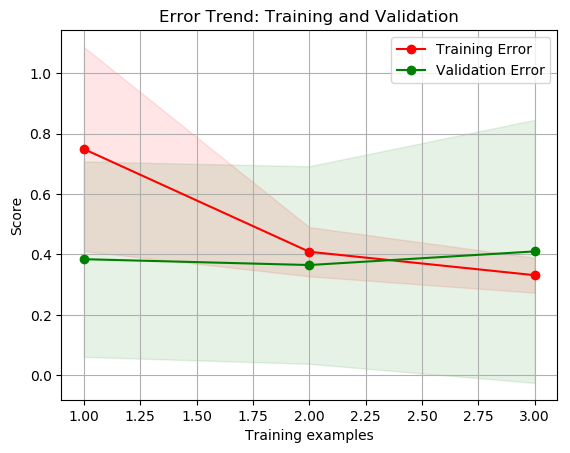 Error Trend: Training and Validation
Training Error
Validation Error
Score
1.0
0.8
0.6
0.4
0.2
0.0
1.00 1.25 1.50 1.75 2.00 2.25 2.50 2.75 3.00
Training examples